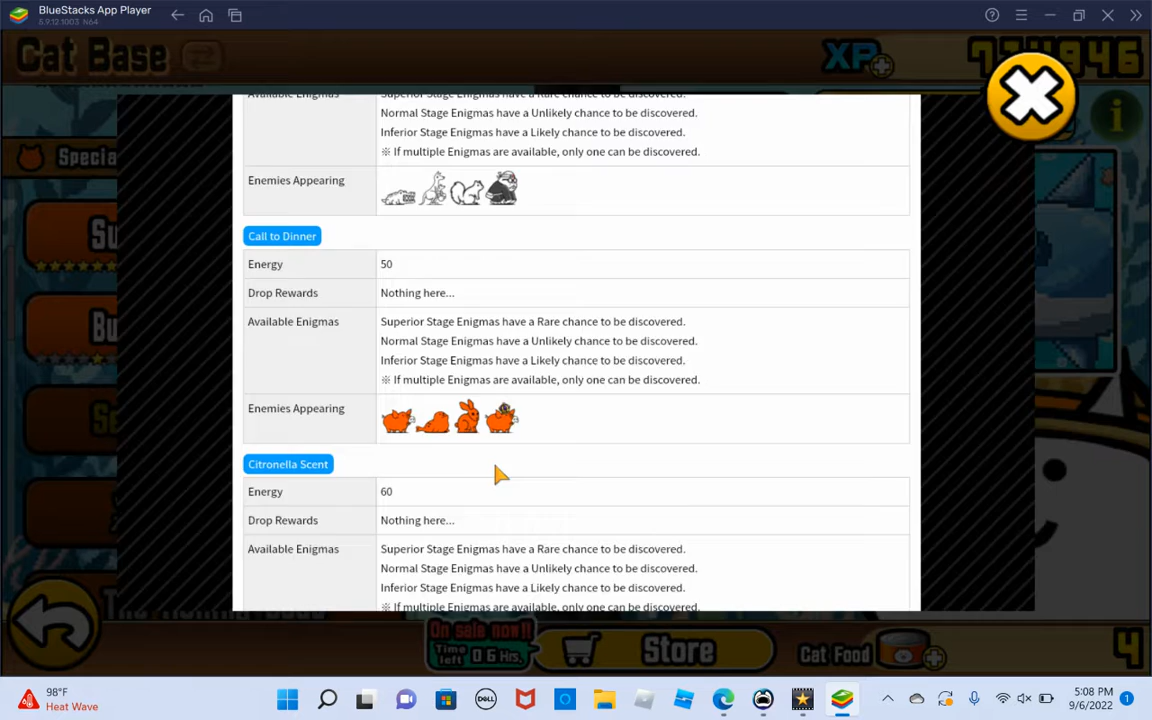 BlueStacks App Player
5.9.12.1003 N64
Cat Base
XP
Specia
Available Enigmas
Superior Stage Enigmas have a Rare chance to be discovered.
Normal Stage Enigmas have a Unlikely chance to be discovered.
Inferior Stage Enigmas have a Likely chance to be discovered.
※ If multiple Enigmas are available, only one can be discovered.
Enemies Appearing
Call to Dinner
Energy
50
Drop Rewards
Nothing here...
Available Enigmas
Superior Stage Enigmas have a Rare chance to be discovered.
Normal Stage Enigmas have a Unlikely chance to be discovered.
Inferior Stage Enigmas have a Likely chance to be discovered.
※ If multiple Enigmas are available, only one can be discovered.
Enemies Appearing
Citronella Scent
Energy
60
Drop Rewards
Nothing here...
Available Enigmas
Superior Stage Enigmas have a Rare chance to be discovered.
Normal Stage Enigmas have a Unlikely chance to be discovered.
Inferior Stage Enigmas have a Likely chance to be discovered.
※ If multiple Enigmas are available, only one can be discovered.
On sale now!!
Time left 06 Hrs.
Store
Cat Food
4
98°F
Heat Wave
DELL
5:08 PM
9/6/2022
1